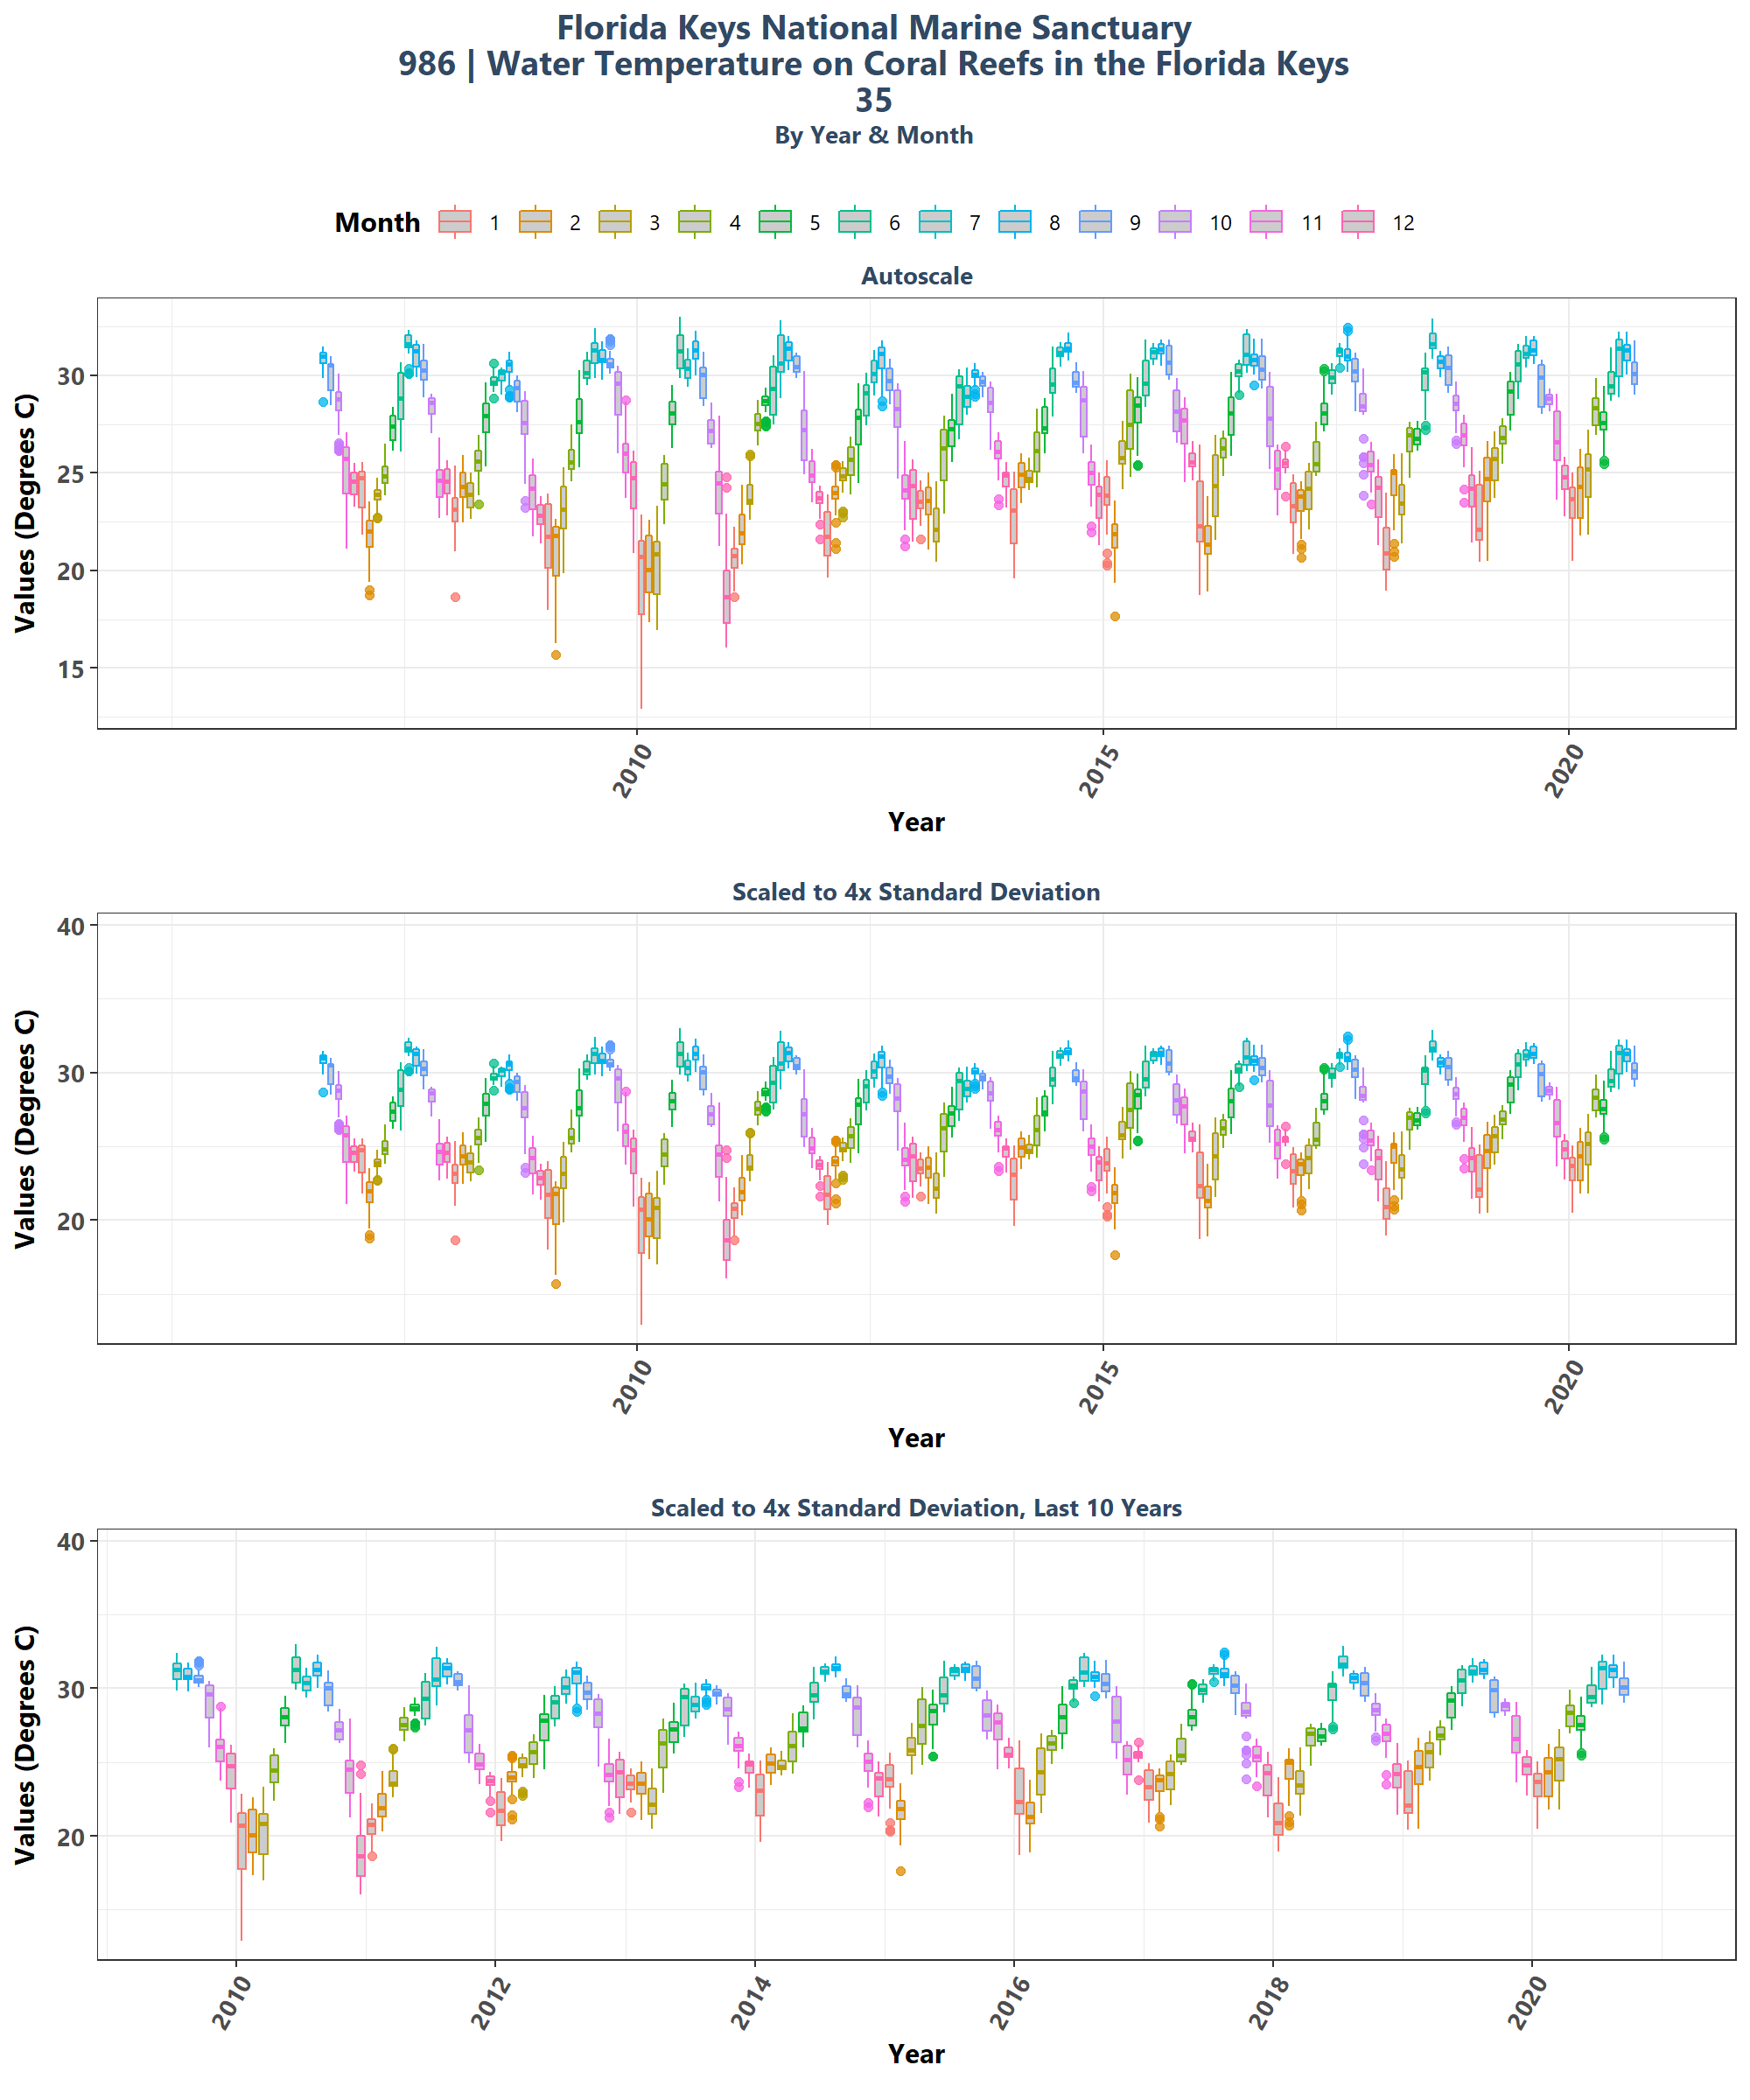 Florida Keys National Marine Sanctuary
986 | Water Temperature on Coral Reefs in the Florida Keys
35
By Year & Month
Month 1 2 3 4 5 6 7 8 9 10 11 12
Autoscale
Values (Degrees C)
30
25
20
15
2010 2015 2020
Year
Scaled to 4x Standard Deviation
Values (Degrees C)
40
30
20
2010 2015 2020
Year
Scaled to 4x Standard Deviation, Last 10 Years
Values (Degrees C)
40
30
20
2010 2012 2014 2016 2018 2020
Year